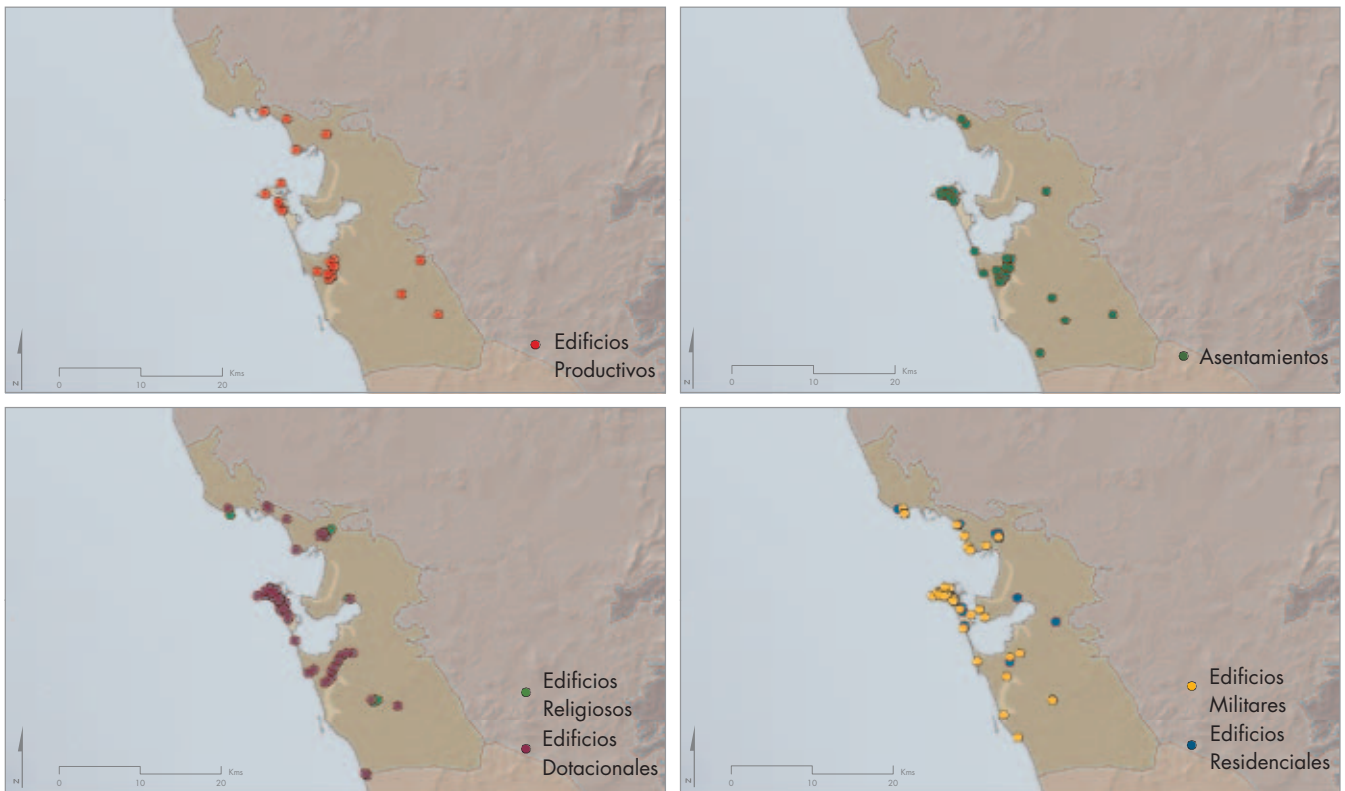 Edificios
Productivos
N
0 10 20
Kms
Asentamientos
N
0 10 20
Kms
Edificios
Religiosos
Edificios
Dotacionales
N
0 10 20
Kms
Edificios
Militares
Edificios
Residenciales
N
0 10 20
Kms